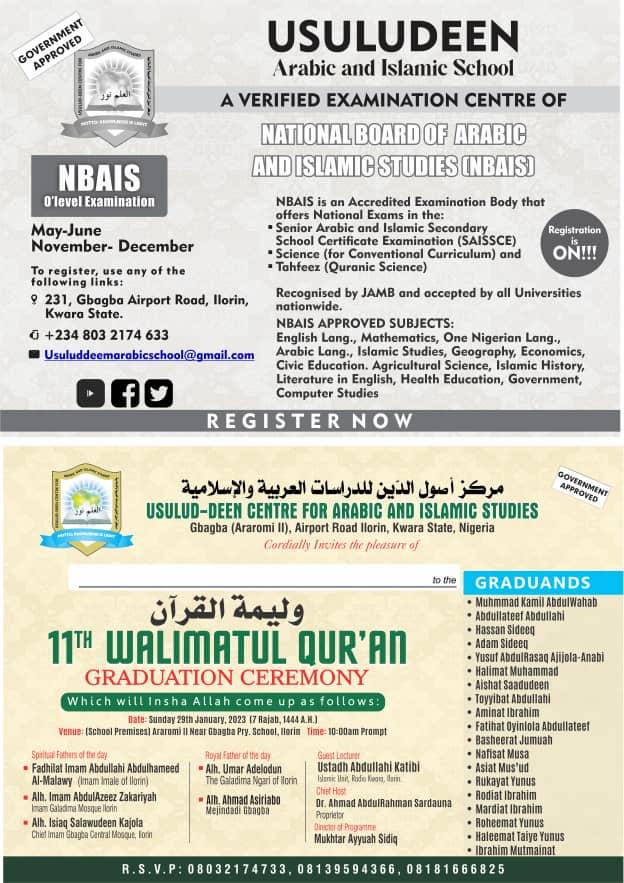 GOVERNMENT
APPROVED
العلم نور
USULUDEEN
Arabic and Islamic School
A VERIFIED EXAMINATION CENTRE OF
NATIONAL BOARD OF ARABIC
AND ISLAMIC STUDIES (NBAIS)
NBAIS
O'level Examination
May-June
November- December
To register, use any of the
following links:
231, Gbagba Airport Road, Ilorin,
Kwara State.
+234 803 2174 633
Usuluddeemarabicschool@gmail.com
NBAIS is an Accredited Examination Body that
offers National Exams in the:
Senior Arabic and Islamic Secondary
School Certificate Examination (SAISSCE)
Science (for Conventional Curriculum) and
Tahfeez (Quranic Science)
Registration
is
ON!!!
Recognised by JAMB and accepted by all Universities
nationwide.
NBAIS APPROVED SUBJECTS:
English Lang., Mathematics, One Nigerian Lang.,
Arabic Lang., Islamic Studies, Geography, Economics,
Civic Education. Agricultural Science, Islamic History,
Literature in English, Health Education, Government,
Computer Studies
REGISTER NOW
العلم نور
مركز أصول الدين للدراسات العربية والإسلامية
USULUD-DEEN CENTRE FOR ARABIC AND ISLAMIC STUDIES
Gbagba (Araromi II), Airport Road Ilorin, Kwara State, Nigeria
Cordially Invites the pleasure of
GOVERNMENT
APPROVED
to the
وليمة القرآن
11TH WALIMATUL QUR'AN
GRADUATION CEREMONY
Which will Insha Allah come up as follows:
Date: Sunday 29th January, 2023 (7 Rajab, 1444 A.H.)
Venue: (School Premises) Araromi II Near Gbagba Pry. School, Ilorin Time: 10:00am Prompt
Spiritual Fathers of the day
Fadhilat Imam Abdullahi Abdulhameed
Al-Malawy (Imam Imale of Ilorin)
Alh. Imam AbdulAzeez Zakariyah
Imam Galadima Mosque Ilorin
Alh. Isiaq Salawudeen Kajola
Chief Imam Gbagba Central Mosque, Ilorin
Royal Father of the day
Alh. Umar Adelodun
The Galadima Ngari of Ilorin
Alh. Ahmad Asiriabo
Mejindadi Gbagba
Guest Lecturer
Ustadh Abdullahi Katibi
Islamic Unit, Radio Kwara, Ilorin.
Chief Host
Dr. Ahmad AbdulRahman Sardauna
Proprietor
Director of Programme
Mukhtar Ayyuah Sidiq
GRADUANDS
Muhmmad Kamil AbdulWahab
Abdullateef Abdullahi
Hassan Sideeq
Adam Sideeq
Yusuf AbdulRasaq Ajijola-Anabi
Halimat Muhammad
Aishat Saadudeen
Toyyibat Abdullahi
Aminat Ibrahim
Fatihat Oyinlola Abdullateef
Basheerat Jumuah
Nafisat Musa
Asiat Mus'ud
Rukayat Yunus
Rodiat Ibrahim
Mardiat Ibrahim
Roheemat Yunus
Haleemat Taiye Yunus
Ibrahim Mutmainat
R.S.V.P: 08032174733, 08139594366, 08181666825